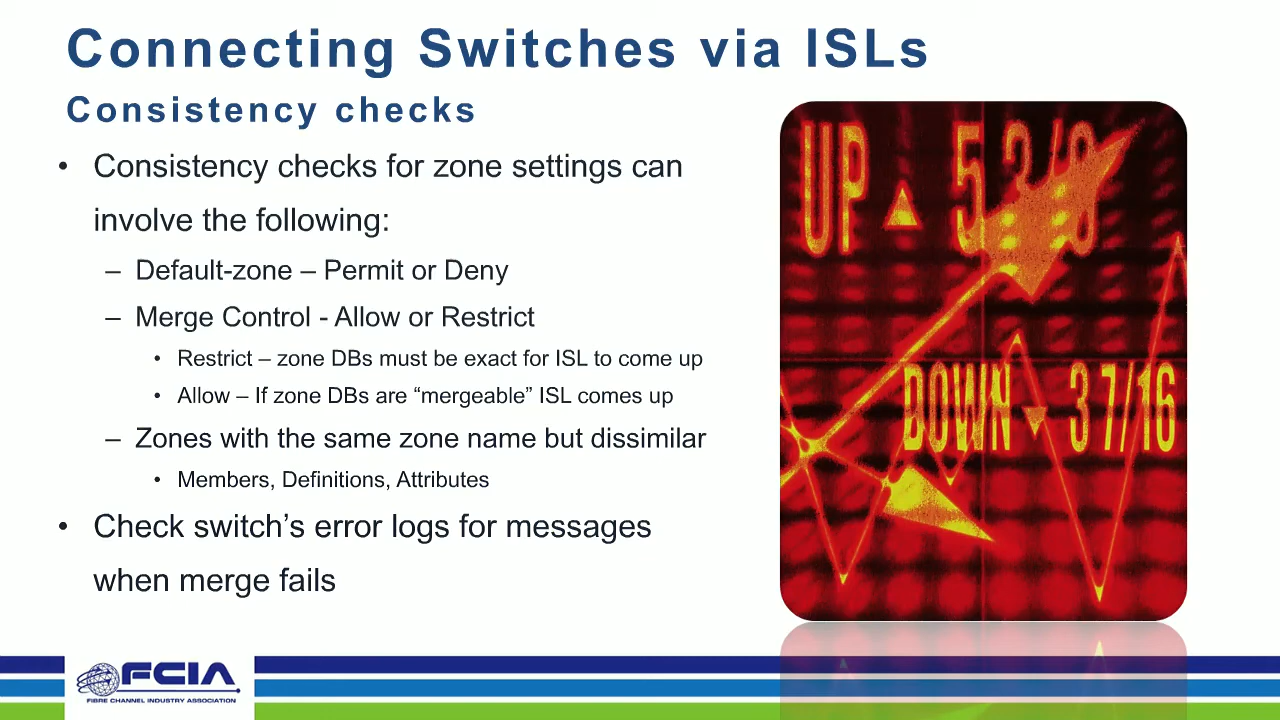 Connecting Switches via ISLs
Consistency checks
• Consistency checks for zone settings can
involve the following:
– Default-zone – Permit or Deny
– Merge Control - Allow or Restrict
• Restrict – zone DBs must be exact for ISL to come up
• Allow – If zone DBs are “mergeable” ISL comes up
– Zones with the same zone name but dissimilar
• Members, Definitions, Attributes
• Check switch’s error logs for messages
when merge fails
UP ▲ 5 3/8
DOWN ▼ 3 7/16
FCIA
FIBRE CHANNEL INDUSTRY ASSOCIATION